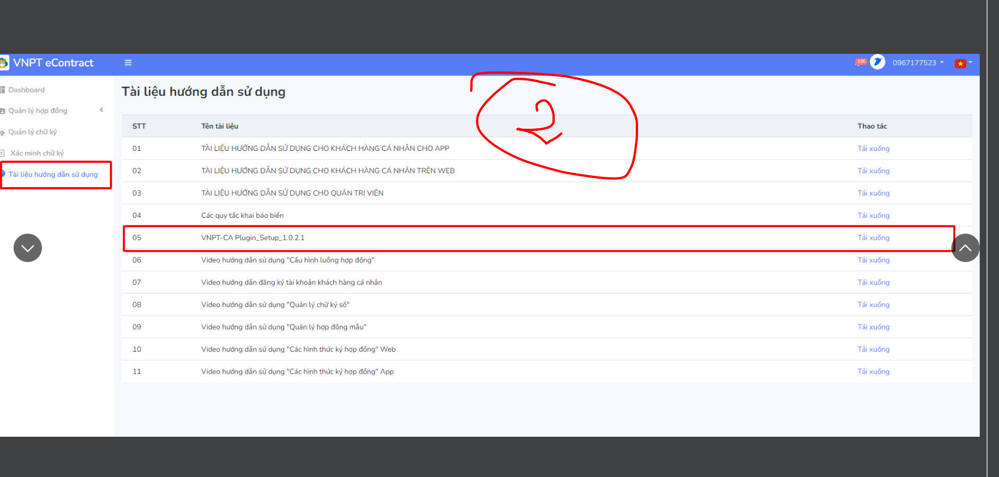 VNPT eContract
136
0967177523
Dashboard
Quản lý hợp đồng
Quản lý chữ ký
Xác minh chữ ký
Tài liệu hướng dẫn sử dụng
Tài liệu hướng dẫn sử dụng
2
STT Tên tài liệu Thao tác
01 TÀI LIỆU HƯỚNG DẪN SỬ DỤNG CHO KHÁCH HÀNG CÁ NHÂN CHO APP Tải xuống
02 TÀI LIỆU HƯỚNG DẪN SỬ DỤNG CHO KHÁCH HÀNG CÁ NHÂN TRÊN WEB Tải xuống
03 TÀI LIỆU HƯỚNG DẪN SỬ DỤNG CHO QUẢN TRỊ VIÊN Tải xuống
04 Các quy tắc khai báo biến Tải xuống
05 VNPT-CA Plugin_Setup_1.0.2.1 Tải xuống
06 Video hướng dẫn sử dụng "Cấu hình luồng hợp đồng" Tải xuống
07 Video hướng dẫn đăng ký tài khoản khách hàng cá nhân Tải xuống
08 Video hướng dẫn sử dụng "Quản lý chữ ký số" Tải xuống
09 Video hướng dẫn sử dụng "Quản lý hợp đồng mẫu" Tải xuống
10 Video hướng dẫn sử dụng "Các hình thức ký hợp đồng" Web Tải xuống
11 Video hướng dẫn sử dụng "Các hình thức ký hợp đồng" App Tải xuống